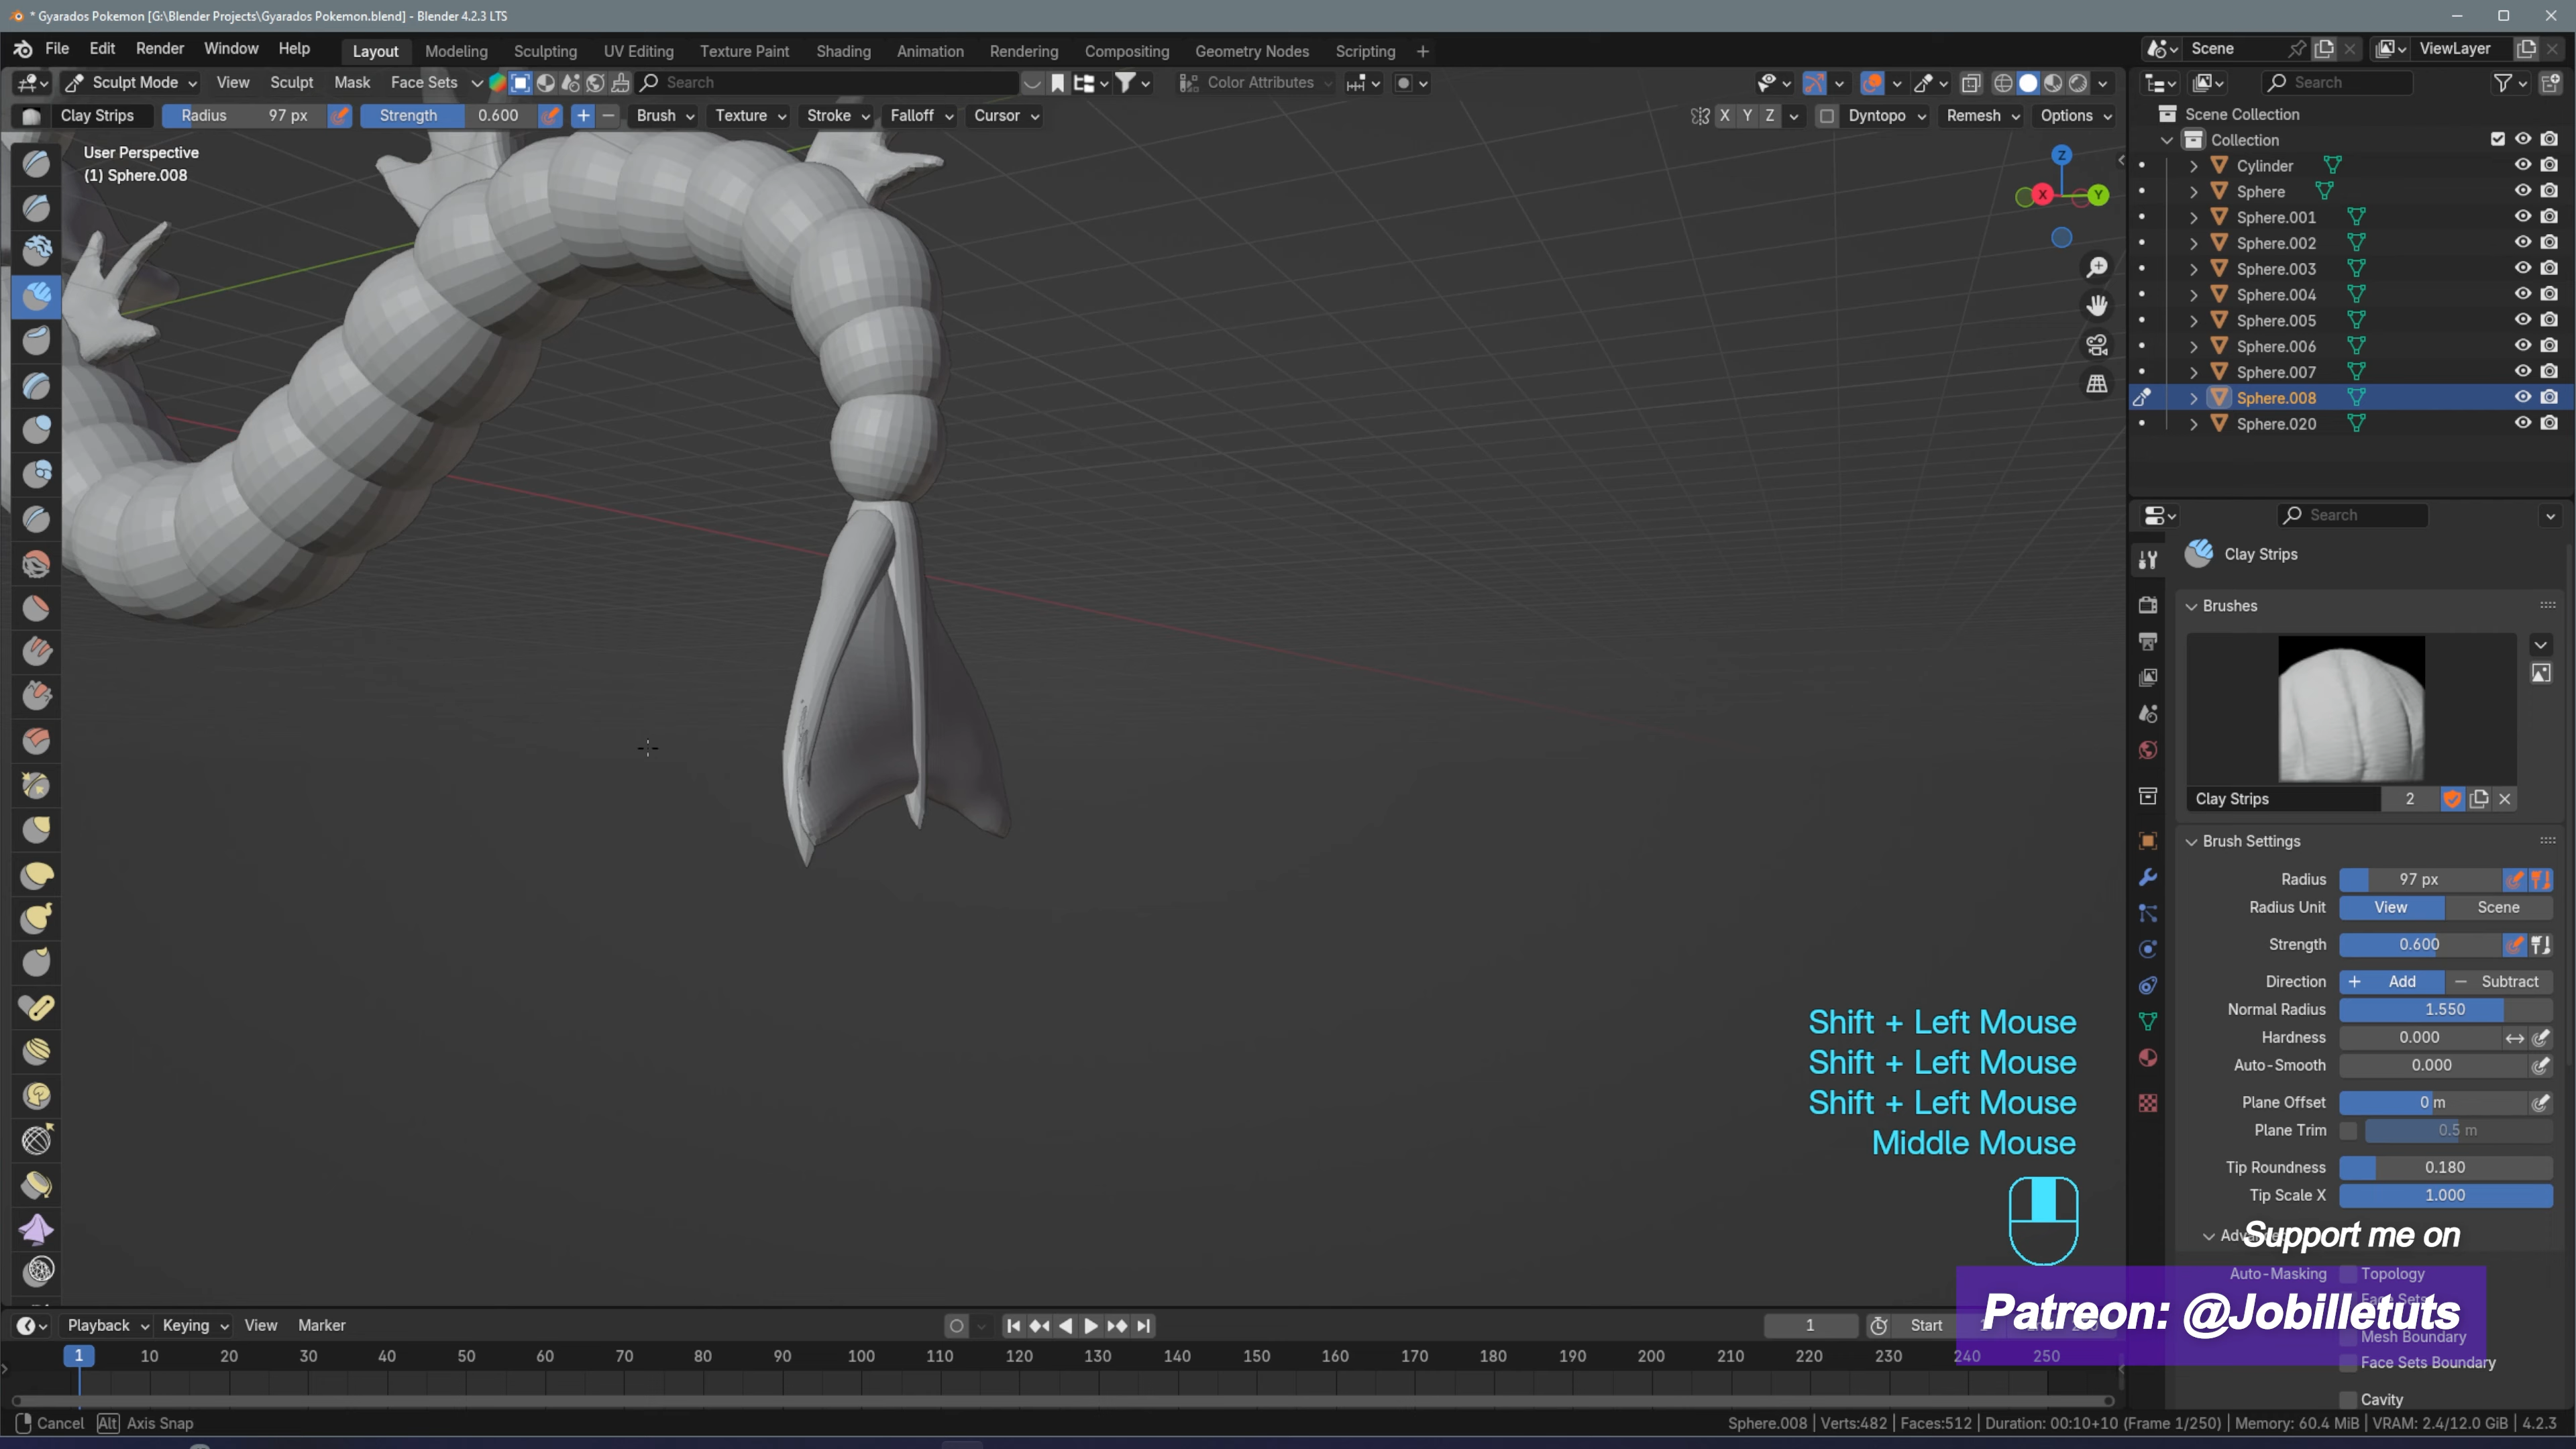 * Gyarados Pokemon [G:\Blender Projects\Gyarados Pokemon.blend] - Blender 4.2.3 LTS
File Edit Render Window Help Layout Modeling Sculpting UV Editing Texture Paint Shading Animation Rendering Compositing Geometry Nodes Scripting + Scene ViewLayer
Sculpt Mode View Sculpt Mask Face Sets Search Color Attributes Search
Clay Strips Radius 97 px Strength 0.600 Brush Texture Stroke Falloff Cursor X Y Z Dyntopo Remesh Options
User Perspective
(1) Sphere.008
Z
X
Y
Scene Collection
Collection
Cylinder
Sphere
Sphere.001
Sphere.002
Sphere.003
Sphere.004
Sphere.005
Sphere.006
Sphere.007
Sphere.008
Sphere.020
Search
Clay Strips
Brushes
Clay Strips 2
Brush Settings
Radius 97 px
Radius Unit View Scene
Strength 0.600
Direction + Add − Subtract
Normal Radius 1.550
Hardness 0.000
Auto-Smooth 0.000
Plane Offset 0 m
Plane Trim 0.5 m
Tip Roundness 0.180
Tip Scale X 1.000
Auto-Masking Topology
Mesh Boundary
Face Sets Boundary
Cavity
Shift + Left Mouse
Shift + Left Mouse
Shift + Left Mouse
Middle Mouse
Support me on
Patreon: @Jobilletuts
Playback Keying View Marker 1 Start
1 10 20 30 40 50 60 70 80 90 100 110 120 130 140 150 160 170 180 190 200 210 220 230 240 250
Cancel Alt Axis Snap
Sphere.008 | Verts:482 | Faces:512 | Duration: 00:10+10 (Frame 1/250) | Memory: 60.4 MiB | VRAM: 2.4/12.0 GiB | 4.2.3